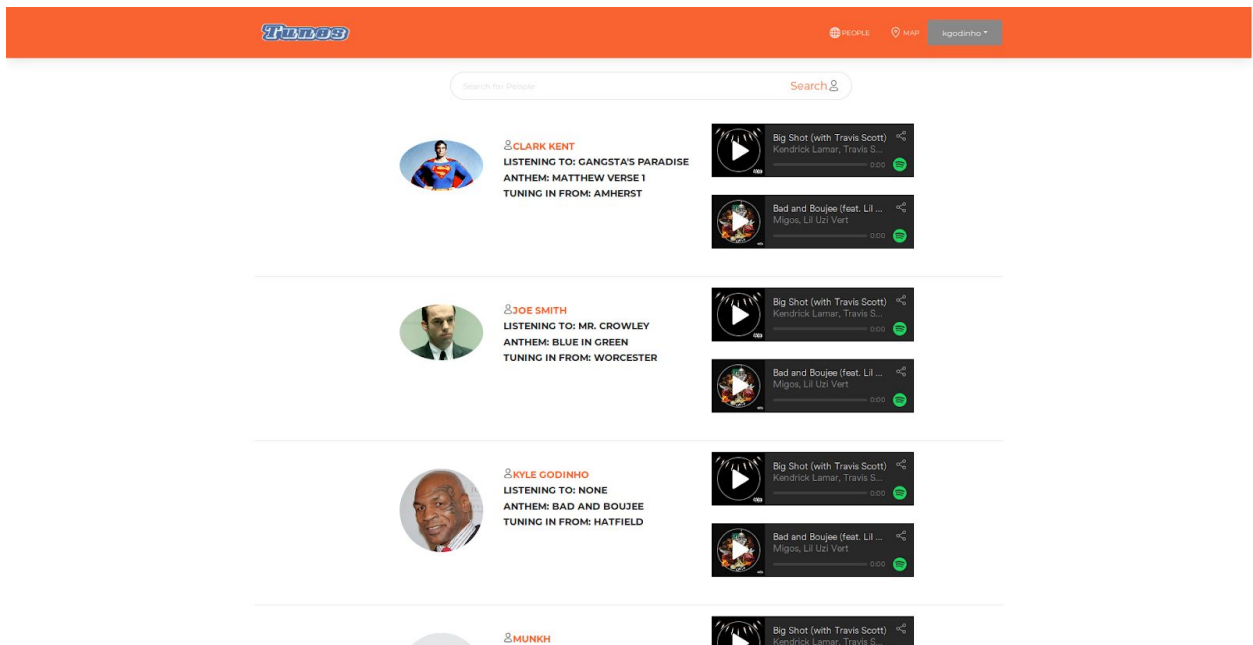 Tunes
PEOPLE MAP kgodinho
Search for People Search
CLARK KENT
LISTENING TO: GANGSTA'S PARADISE
ANTHEM: MATTHEW VERSE 1
TUNING IN FROM: AMHERST
Big Shot (with Travis Scott)
Kendrick Lamar, Travis S...
0:00
Bad and Boujee (feat. Lil ...
Migos, Lil Uzi Vert
0:00
JOE SMITH
LISTENING TO: MR. CROWLEY
ANTHEM: BLUE IN GREEN
TUNING IN FROM: WORCESTER
Big Shot (with Travis Scott)
Kendrick Lamar, Travis S...
0:00
Bad and Boujee (feat. Lil ...
Migos, Lil Uzi Vert
0:00
KYLE GODINHO
LISTENING TO: NONE
ANTHEM: BAD AND BOUJEE
TUNING IN FROM: HATFIELD
Big Shot (with Travis Scott)
Kendrick Lamar, Travis S...
0:00
Bad and Boujee (feat. Lil ...
Migos, Lil Uzi Vert
0:00
MUNKH
Big Shot (with Travis Scott)
Kendrick Lamar, Travis S...